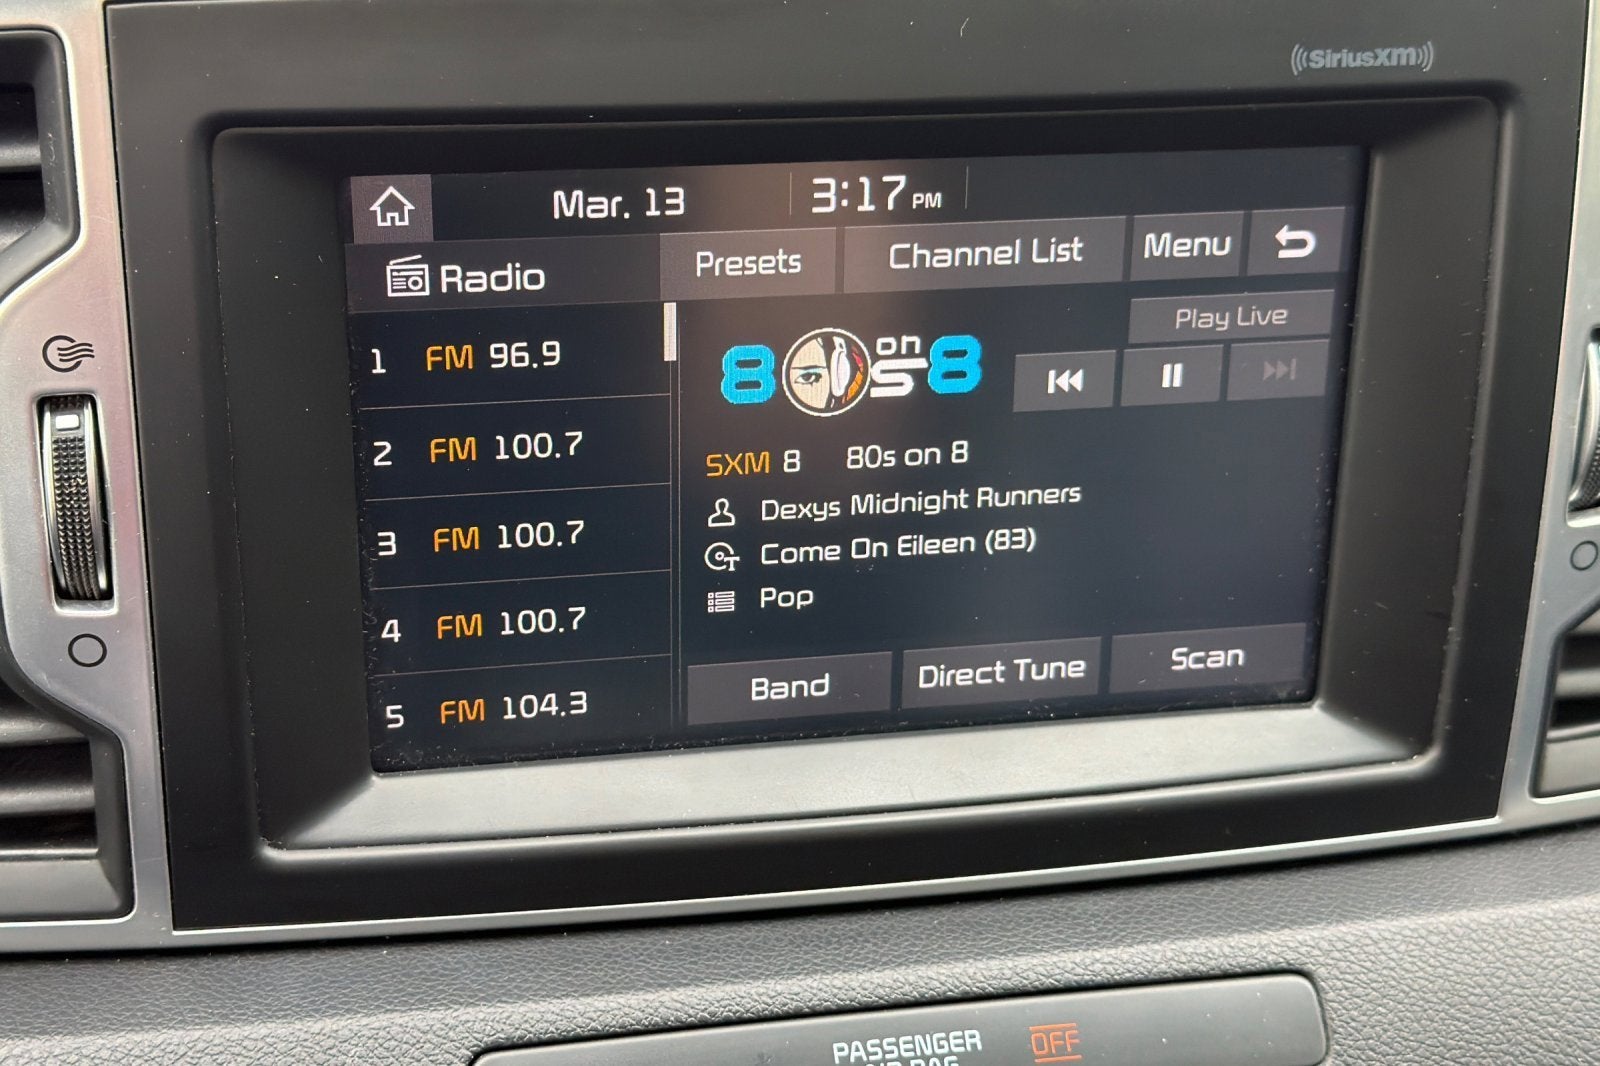 SiriusXM
Mar. 13 3:17 PM
Radio Presets Channel List Menu
Play Live
1 FM 96.9
2 FM 100.7
3 FM 100.7
4 FM 100.7
5 FM 104.3
80s on 8
SXM 8 80s on 8
Dexys Midnight Runners
Come On Eileen (83)
Pop
Band Direct Tune Scan
PASSENGER OFF
AIR BAG